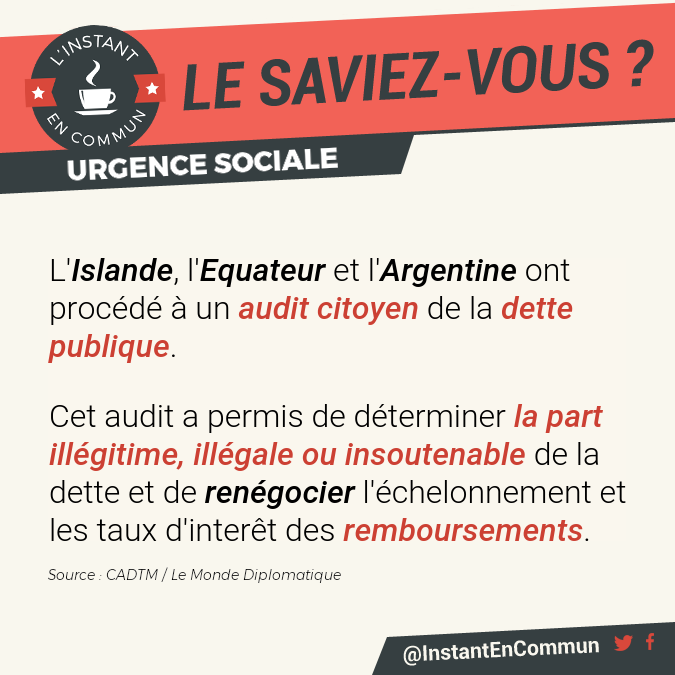 L'INSTANT
EN COMMUN
LE SAVIEZ-VOUS ?
URGENCE SOCIALE
L'Islande, l'Equateur et l'Argentine ont
procédé à un audit citoyen de la dette
publique.
Cet audit a permis de déterminer la part
illégitime, illégale ou insoutenable de la
dette et de renégocier l'échelonnement et
les taux d'interêt des remboursements.
Source : CADTM / Le Monde Diplomatique
@InstantEnCommun